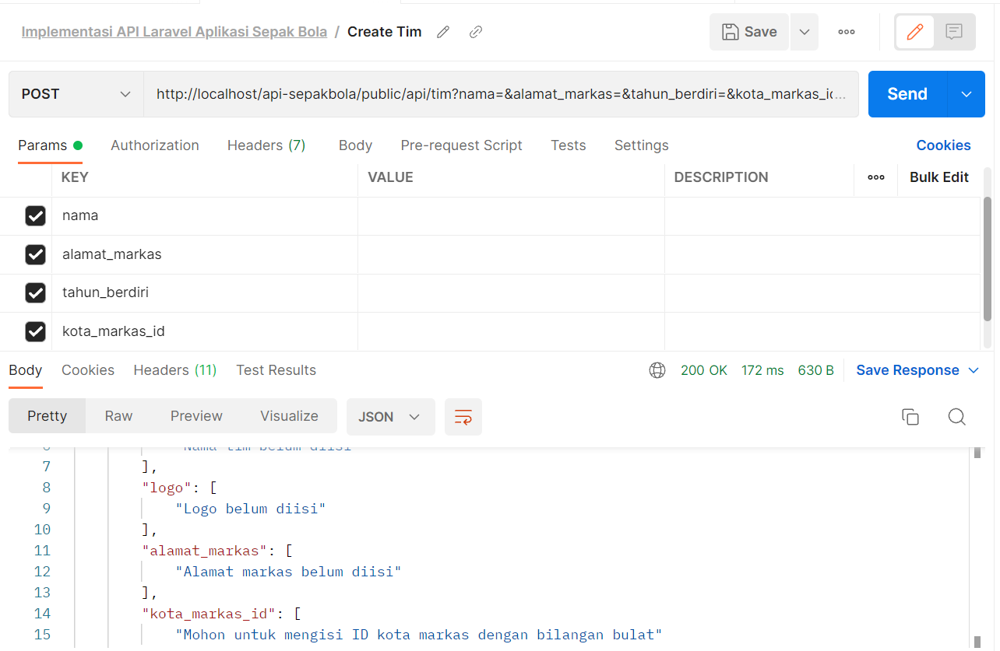 Implementasi API Laravel Aplikasi Sepak Bola / Create Tim
Save
POST
http://localhost/api-sepakbola/public/api/tim?nama=&alamat_markas=&tahun_berdiri=&kota_markas_i...
Send
Params Authorization Headers (7) Body Pre-request Script Tests Settings Cookies
KEY VALUE DESCRIPTION Bulk Edit
nama
alamat_markas
tahun_berdiri
kota_markas_id
Body Cookies Headers (11) Test Results 200 OK 172 ms 630 B Save Response
Pretty Raw Preview Visualize JSON
6 "Nama tim belum diisi"
7 ],
8 "logo": [
9 "Logo belum diisi"
10 ],
11 "alamat_markas": [
12 "Alamat markas belum diisi"
13 ],
14 "kota_markas_id": [
15 "Mohon untuk mengisi ID kota markas dengan bilangan bulat"